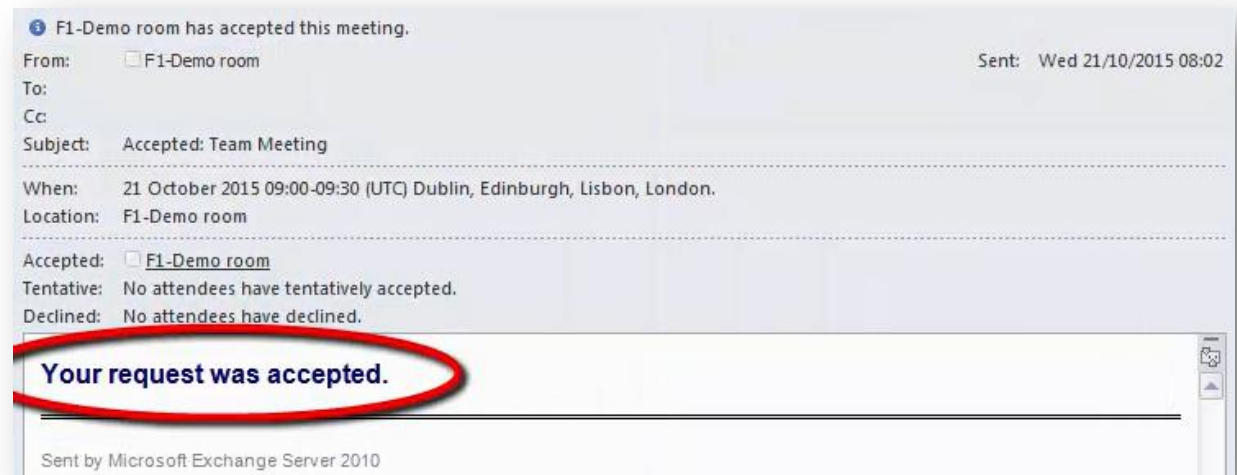 F1-Demo room has accepted this meeting.
From: F1-Demo room Sent: Wed 21/10/2015 08:02
To:
Cc:
Subject: Accepted: Team Meeting
When: 21 October 2015 09:00-09:30 (UTC) Dublin, Edinburgh, Lisbon, London.
Location: F1-Demo room
Accepted: F1-Demo room
Tentative: No attendees have tentatively accepted.
Declined: No attendees have declined.
Your request was accepted.
Sent by Microsoft Exchange Server 2010